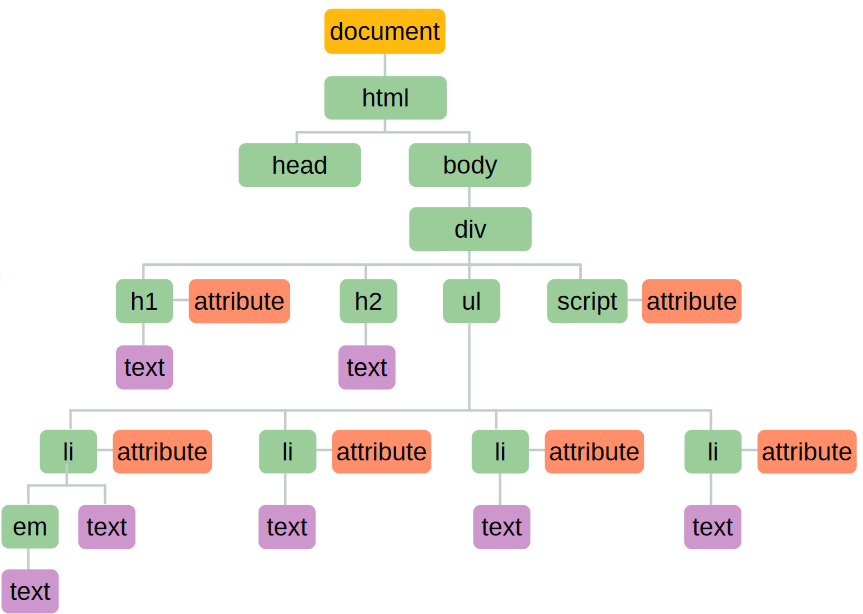 document
html
head
body
div
h1
attribute
h2
ul
script
attribute
text
text
li
attribute
li
attribute
li
attribute
li
attribute
em
text
text
text
text
text